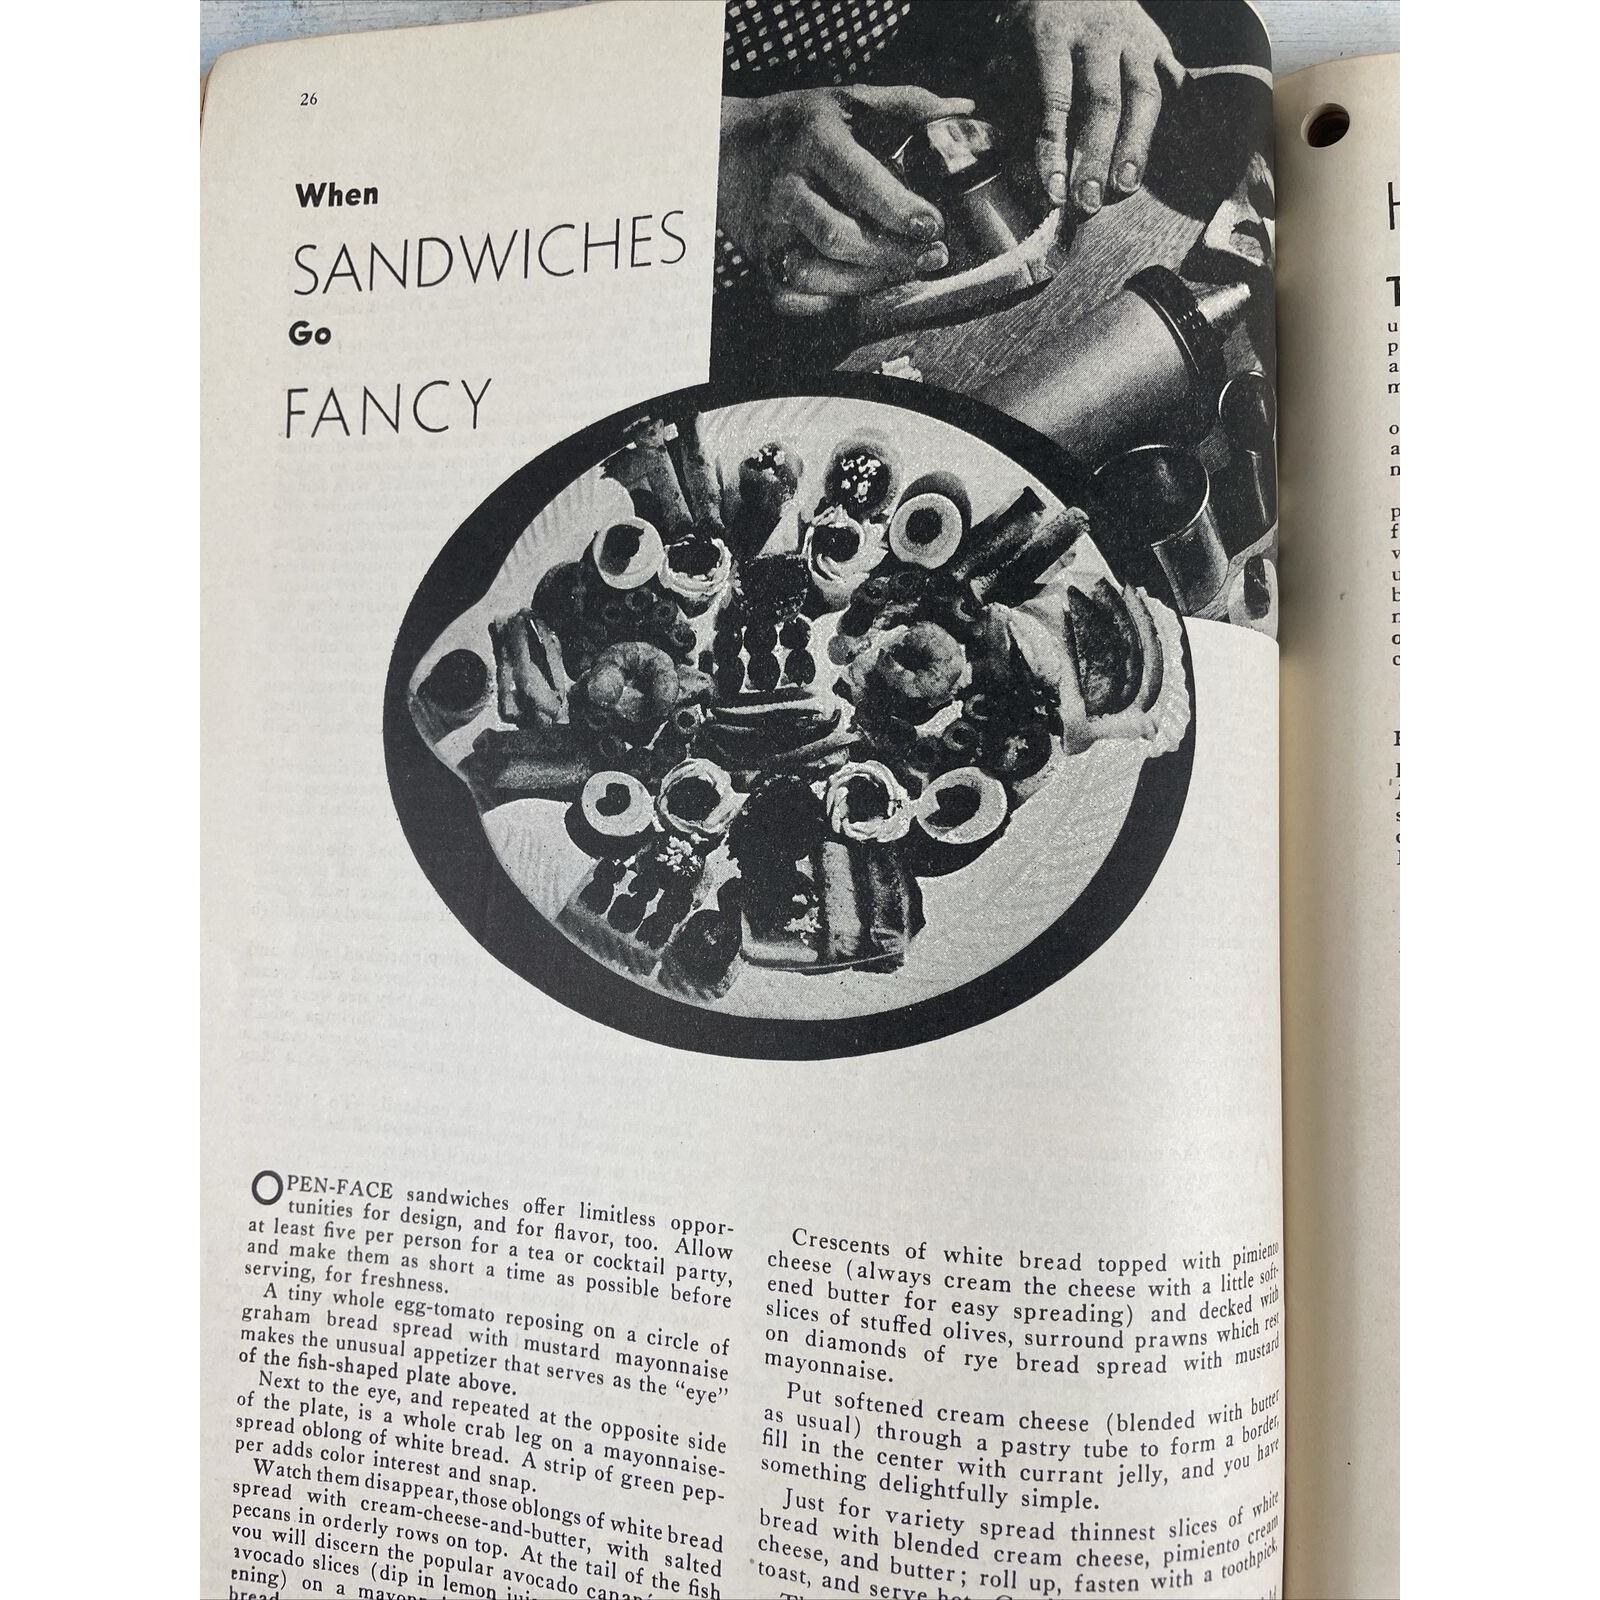 26
When
SANDWICHES
Go
FANCY
OPEN-FACE sandwiches offer limitless oppor-
tunities for design, and for flavor, too. Allow
at least five per person for a tea or cocktail party,
and make them as short a time as possible before
serving, for freshness.
A tiny whole egg-tomato reposing on a circle of
graham bread spread with mustard mayonnaise
makes the unusual appetizer that serves as the “eye”
of the fish-shaped plate above.
Next to the eye, and repeated at the opposite side
of the plate, is a whole crab leg on a mayonnaise-
spread oblong of white bread. A strip of green pep-
per adds color interest and snap.
Watch them disappear, those oblongs of white bread
spread with cream-cheese-and-butter, with salted
pecans in orderly rows on top. At the tail of the fish
you will discern the popular avocado
avocado slices (dip in lemon
ening) on a
bread
Crescents of white bread topped with pimiento
cheese (always cream the cheese with a little soft-
ened butter for easy spreading) and decked with
slices of stuffed olives, surround prawns which rest
on diamonds of rye bread spread with mustard
mayonnaise.
Put softened cream cheese (blended with butter
as usual) through a pastry tube to form a border,
fill in the center with currant jelly, and you have
something delightfully simple.
Just for variety spread thinnest slices of white
bread with blended cream cheese, pimiento cream
cheese, and butter; roll up, fasten with a toothpick,
toast, and serve hot.
H
T
u
p
a
m
o
a
n
p
f
v
u
b
n
o
c